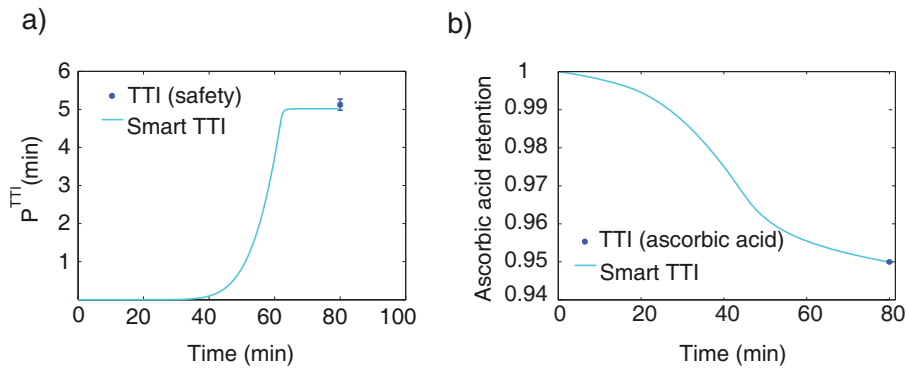 a)
6
5
4
3
2
1
0
20
40
60
80
100
TTI (safety)
Smart TTI
P^TTI (min)
Time (min)
b)
1
0.99
0.98
0.97
0.96
0.95
0.94
0
20
40
60
80
TTI (ascorbic acid)
Smart TTI
Ascorbic acid retention
Time (min)